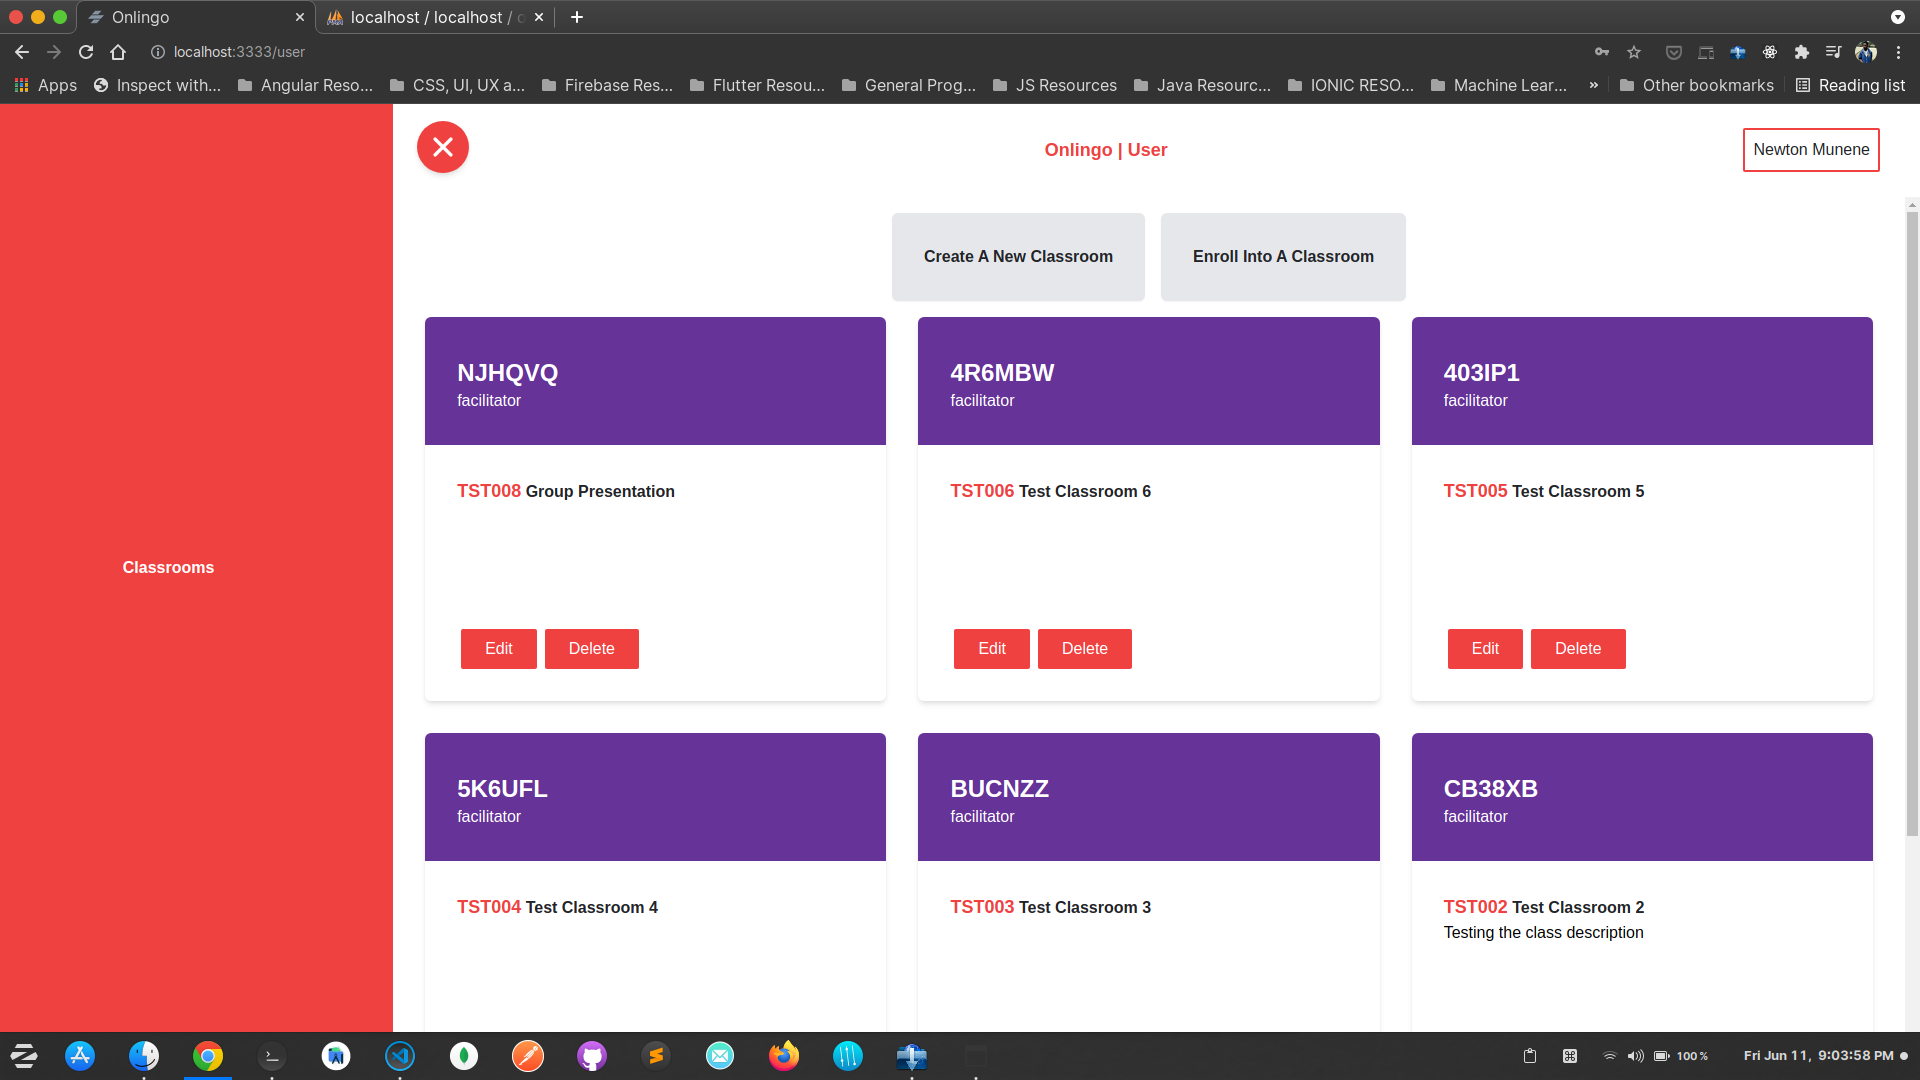 Onlingo
localhost / localhost /
localhost:3333/user
Apps
Inspect with...
Angular Reso...
CSS, UI, UX a...
Firebase Res...
Flutter Resou...
General Prog...
JS Resources
Java Resourc...
IONIC RESO...
Machine Lear...
»
Other bookmarks
Reading list
Onlingo | User
Newton Munene
Classrooms
Create A New Classroom
Enroll Into A Classroom
NJHQVQ
facilitator
TST008 Group Presentation
Edit
Delete
4R6MBW
facilitator
TST006 Test Classroom 6
Edit
Delete
403IP1
facilitator
TST005 Test Classroom 5
Edit
Delete
5K6UFL
facilitator
TST004 Test Classroom 4
BUCNZZ
facilitator
TST003 Test Classroom 3
CB38XB
facilitator
TST002 Test Classroom 2
Testing the class description
100 %
Fri Jun 11, 9:03:58 PM